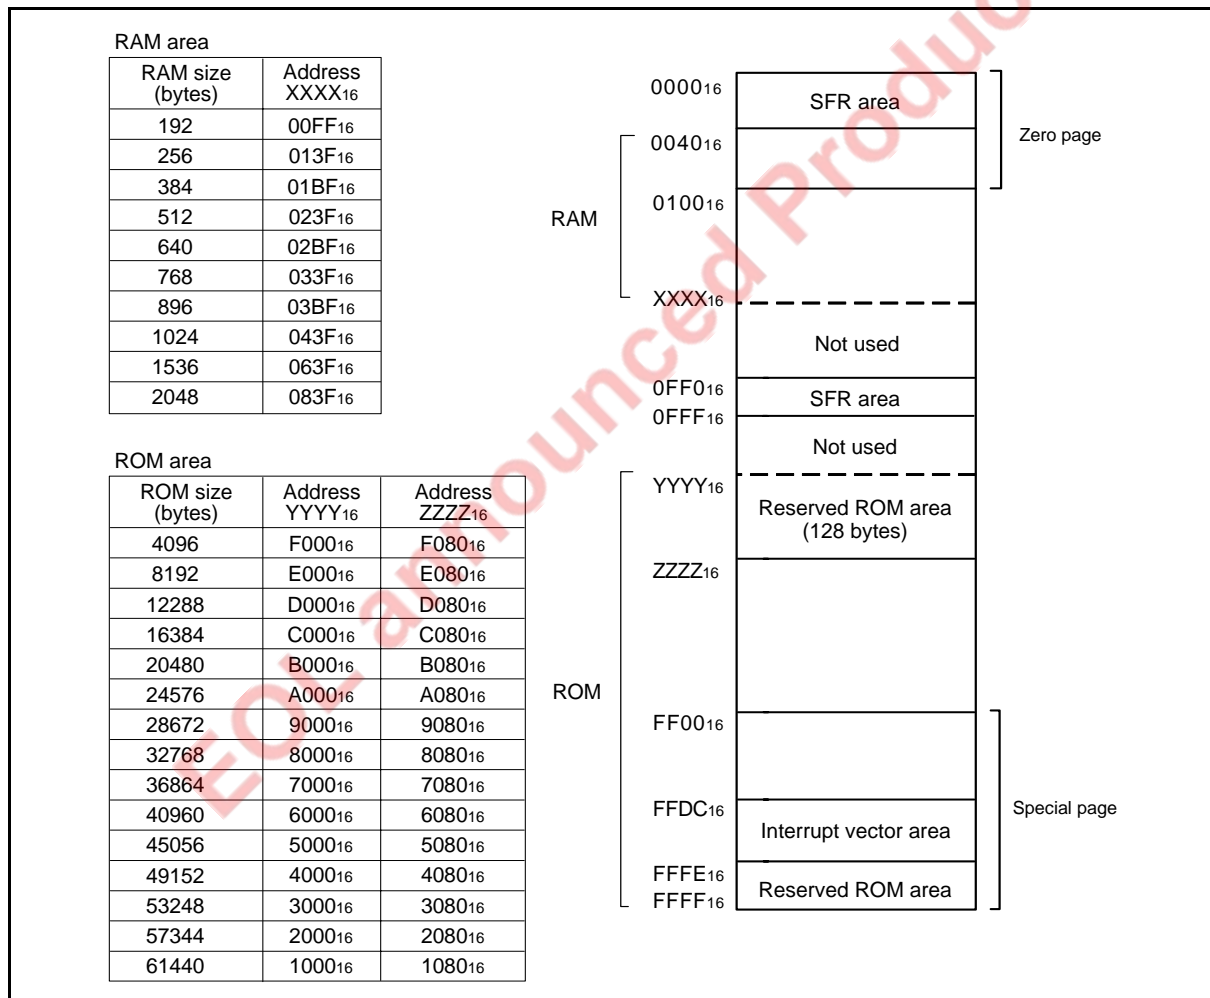 RAM area
RAM size (bytes) Address XXXX16
192 00FF16
256 013F16
384 01BF16
512 023F16
640 02BF16
768 033F16
896 03BF16
1024 043F16
1536 063F16
2048 083F16
ROM area
ROM size (bytes) Address YYYY16 Address ZZZZ16
4096 F00016 F08016
8192 E00016 E08016
12288 D00016 D08016
16384 C00016 C08016
20480 B00016 B08016
24576 A00016 A08016
28672 900016 908016
32768 800016 808016
36864 700016 708016
40960 600016 608016
45056 500016 508016
49152 400016 408016
53248 300016 308016
57344 200016 208016
61440 100016 108016
000016
SFR area
Zero page
004016
RAM
010016
XXXX16
Not used
0FF016
SFR area
0FFF16
Not used
YYYY16
Reserved ROM area
(128 bytes)
ZZZZ16
ROM
FF0016
FFDC16
Interrupt vector area
Special page
FFFE16
Reserved ROM area
FFFF16
EOL announced Produc